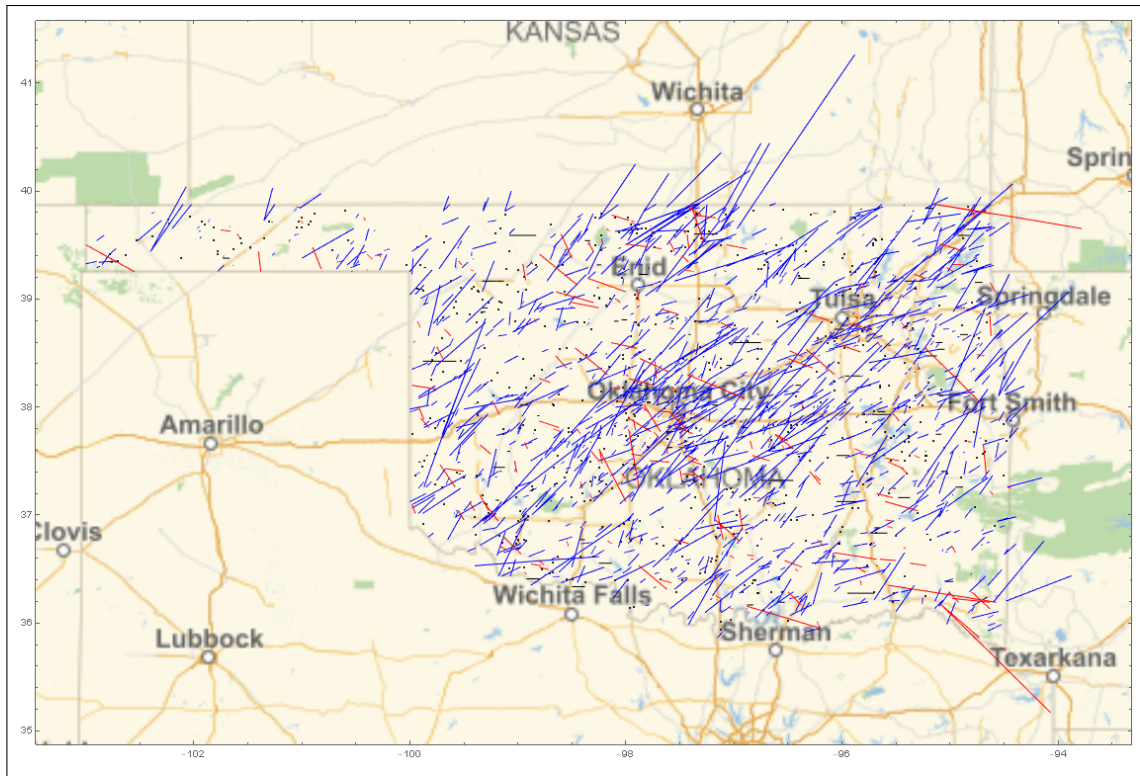 KANSAS
41
Wichita
Sprin
40
Enid
39
Tulsa
Springdale
Oklahoma City
38
Fort Smith
Amarillo
OKLAHOMA
37
Clovis
Wichita Falls
36
Sherman
Lubbock
Texarkana
35
-102
-100
-98
-96
-94